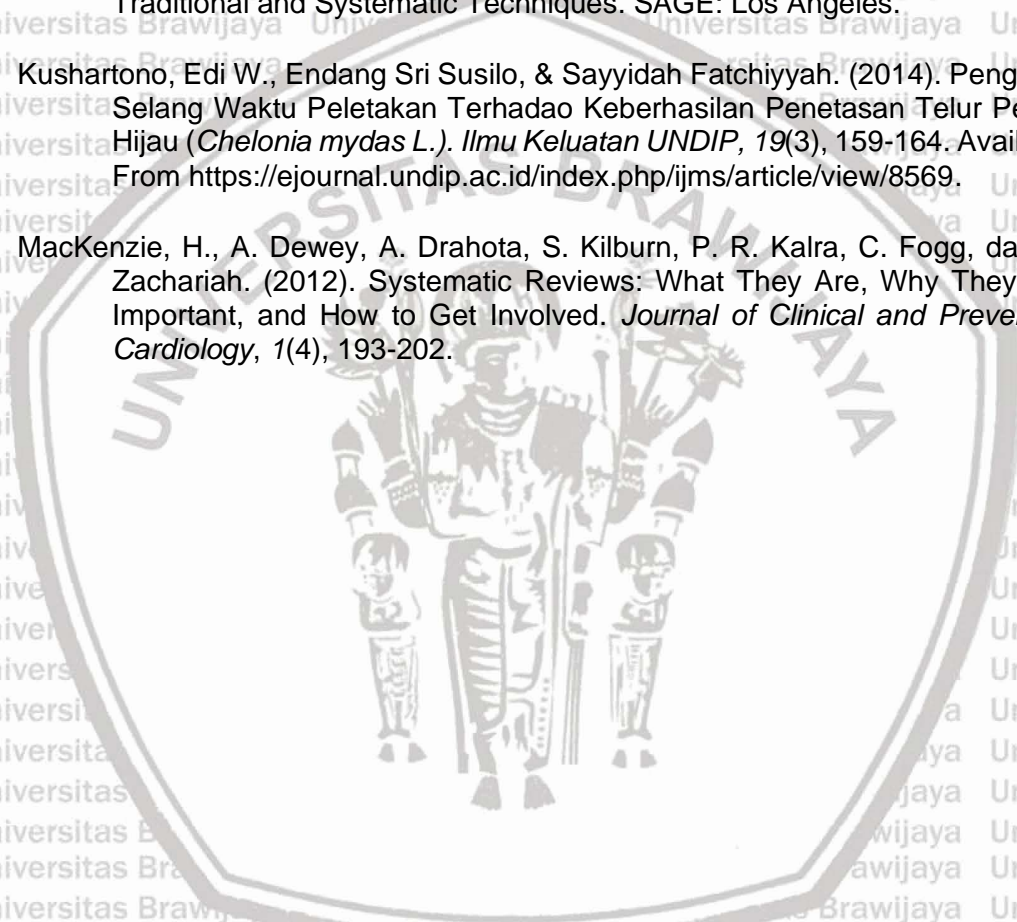 Traditional and Systematic Techniques. SAGE: Los Angeles.
Kushartono, Edi W., Endang Sri Susilo, & Sayyidah Fatchiyyah. (2014). Peng
Selang Waktu Peletakan Terhadao Keberhasilan Penetasan Telur Pe
Hijau (Chelonia mydas L.). Ilmu Keluatan UNDIP, 19(3), 159-164. Avail
From https://ejournal.undip.ac.id/index.php/ijms/article/view/8569.
MacKenzie, H., A. Dewey, A. Drahota, S. Kilburn, P. R. Kalra, C. Fogg, da
Zachariah. (2012). Systematic Reviews: What They Are, Why They
Important, and How to Get Involved. Journal of Clinical and Preve
Cardiology, 1(4), 193-202.
UNIVERSITAS BRAWIJAYA